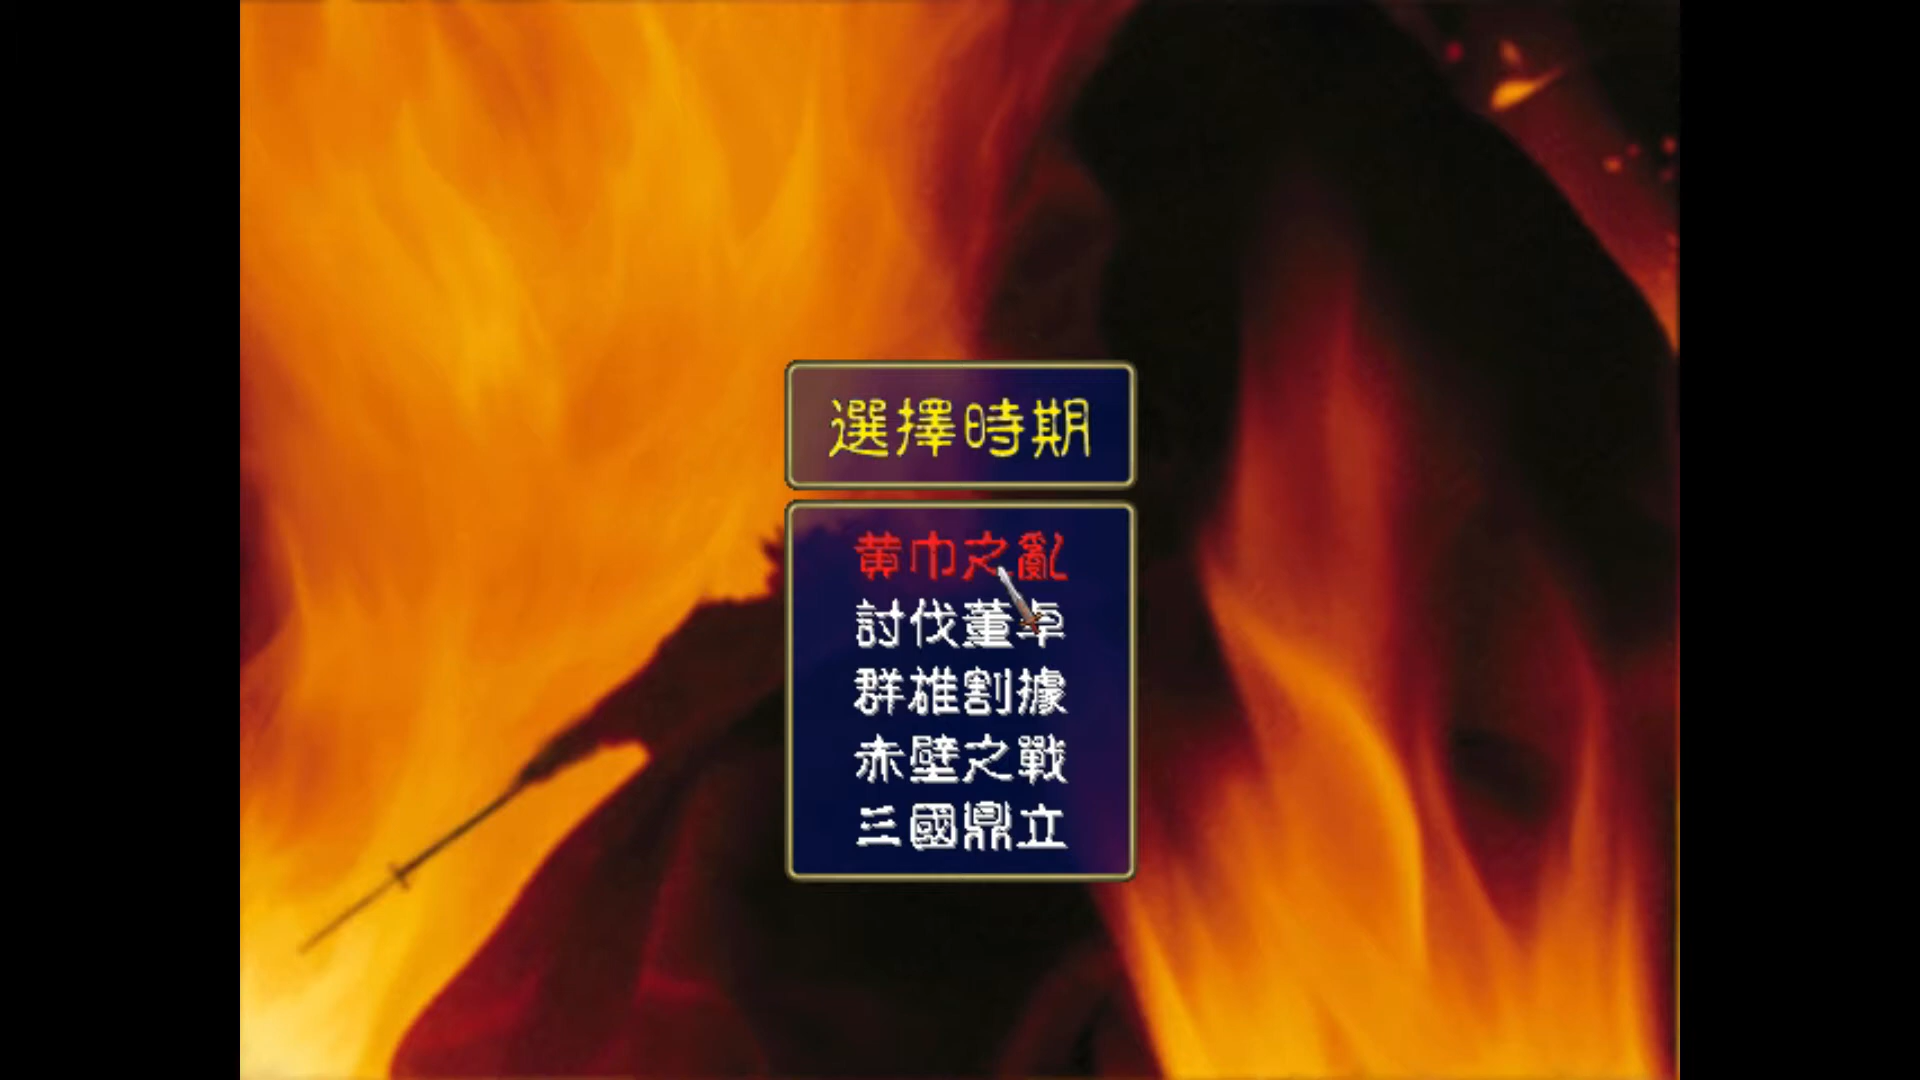 選擇時期
黃巾之亂
討伐董卓
群雄割據
赤壁之戰
三國鼎立